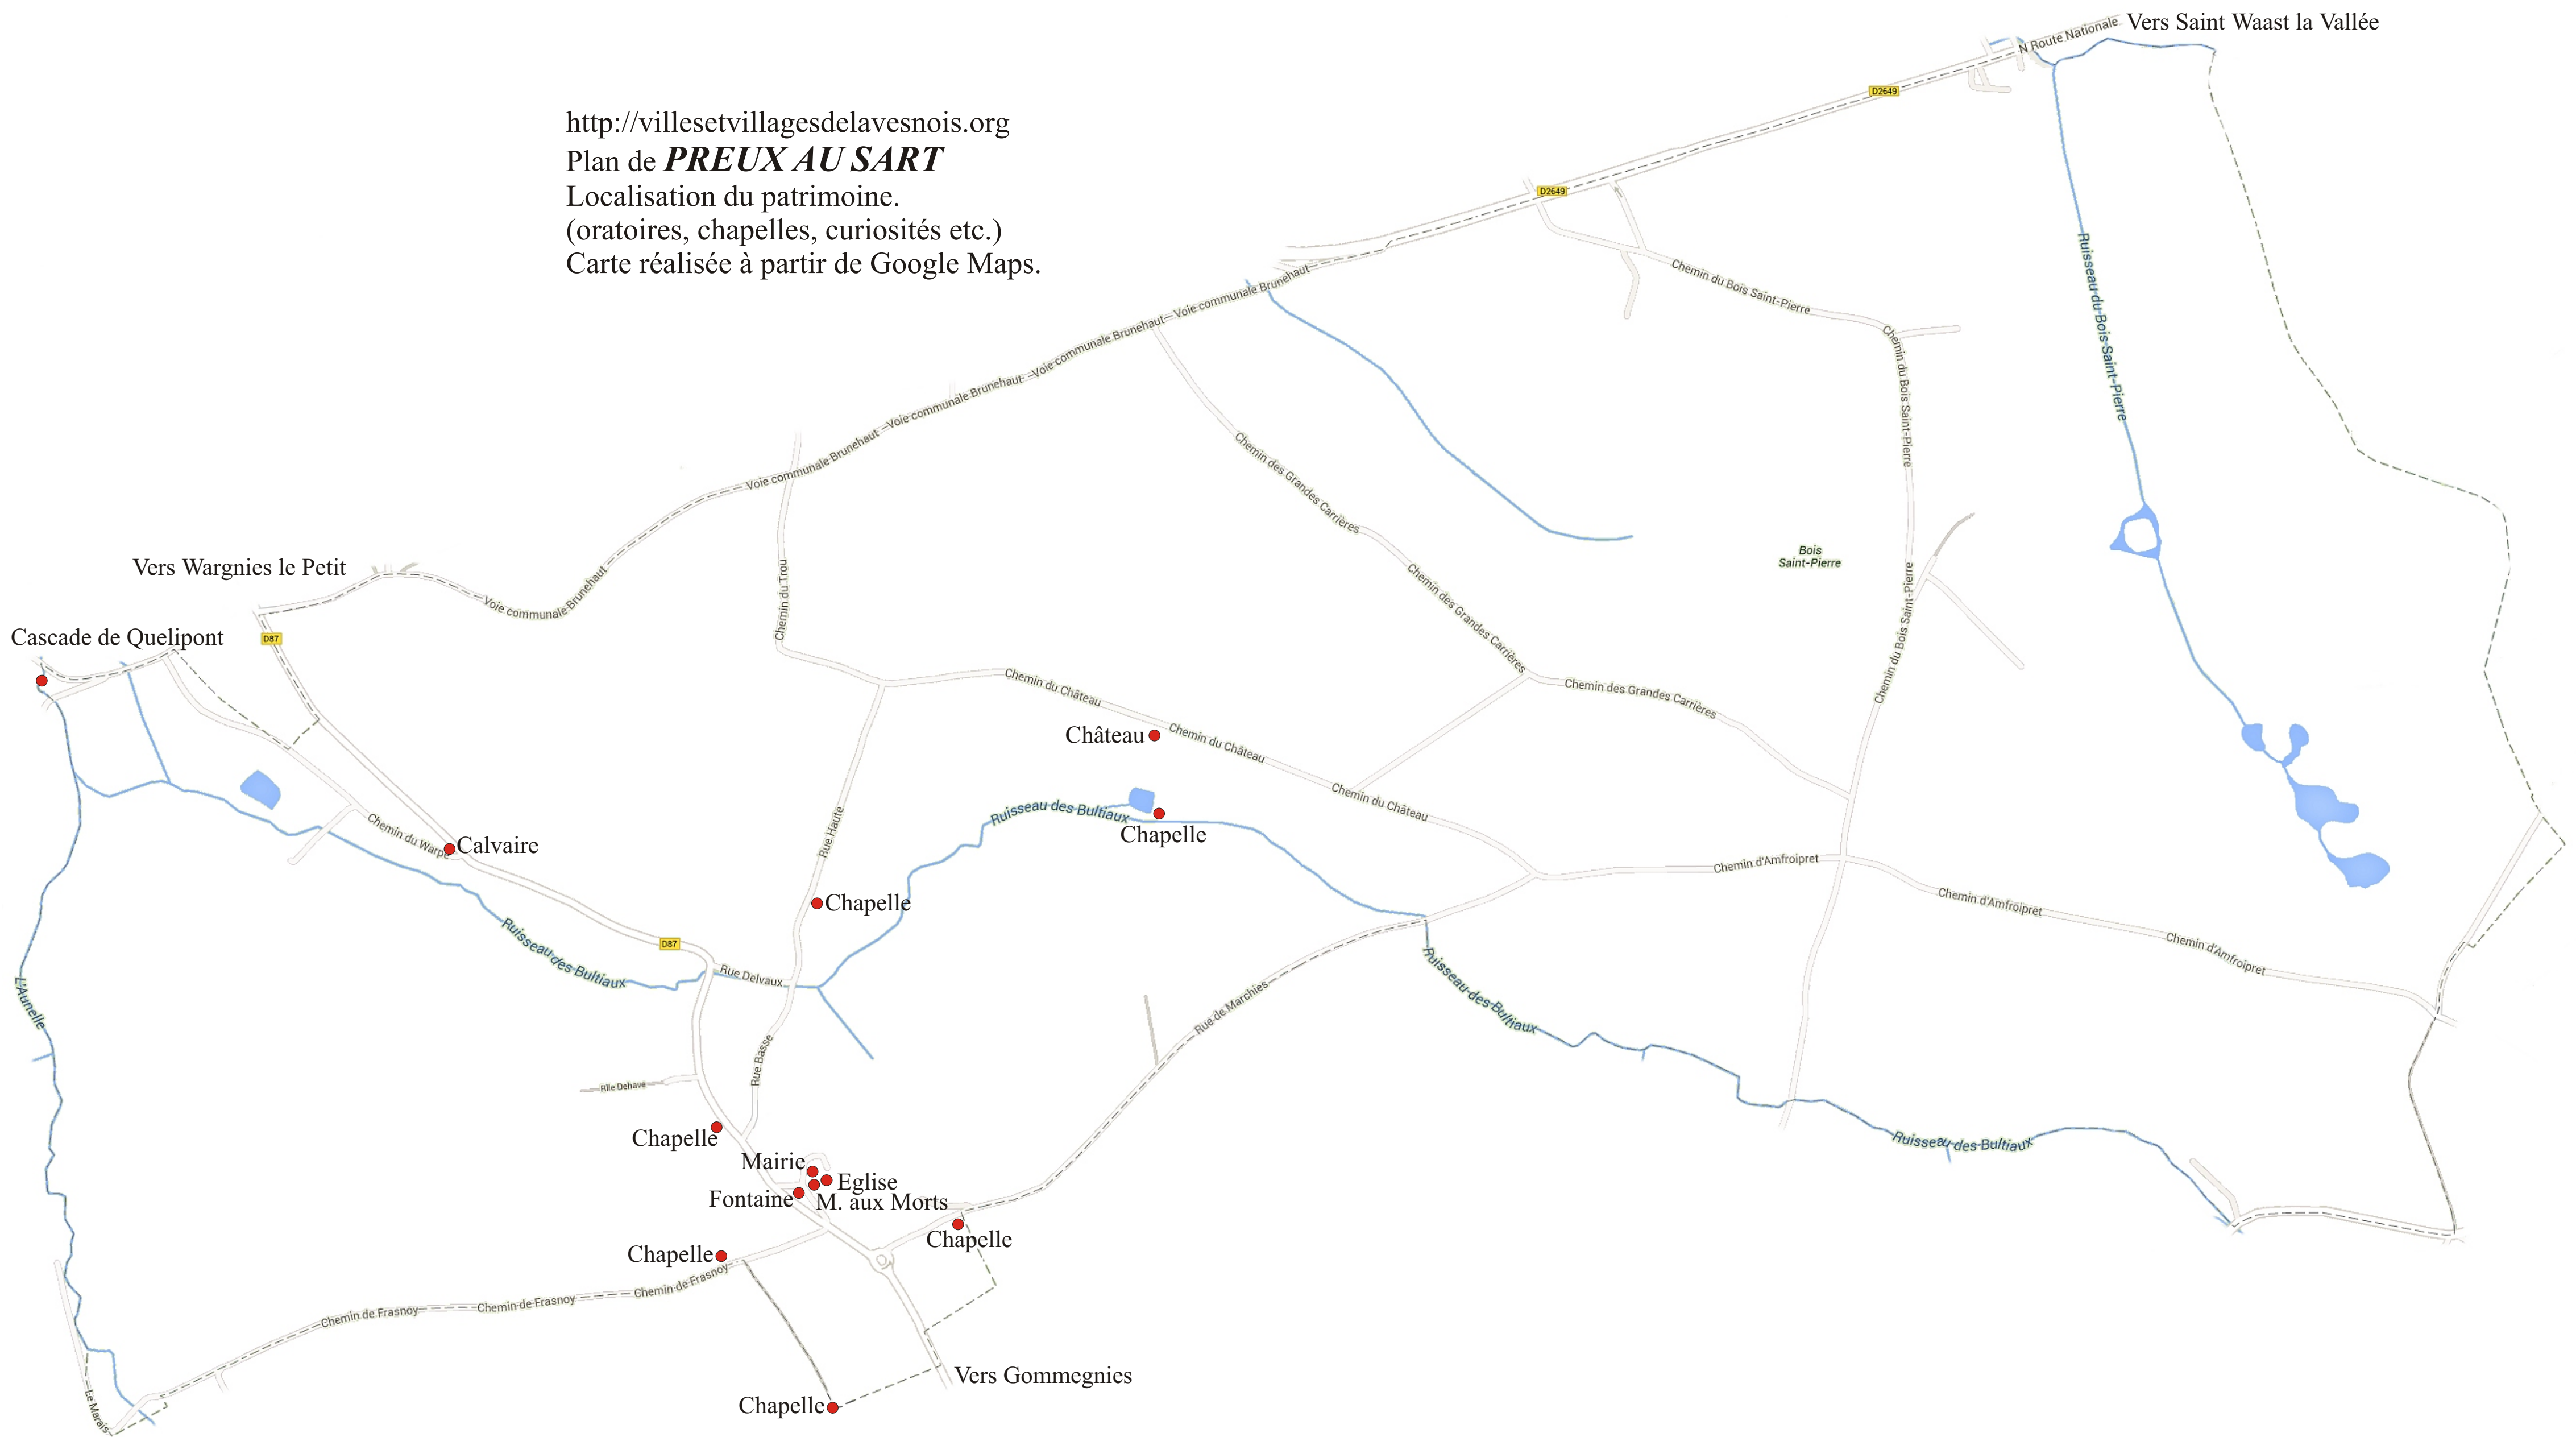 Vers Saint Waast la Vallée
N Route Nationale
D2649
http://villesetvillagesdelavesnois.org
Plan de PREUX AU SART
Localisation du patrimoine.
(oratoires, chapelles, curiosités etc.)
Carte réalisée à partir de Google Maps.
D2649
Ruisseau du Bois Saint-Pierre
Chemin du Bois Saint-Pierre
Chemin du Bois Saint-Pierre
Chemin du Bois Saint-Pierre
Voie communale Brunehaut
Voie communale Brunehaut
Voie communale Brunehaut
Voie communale Brunehaut
Voie communale Brunehaut
Voie communale Brunehaut
Chemin des Grandes Carrières
Chemin des Grandes Carrières
Chemin des Grandes Carrières
Bois
Saint-Pierre
Vers Wargnies le Petit
Chemin du Trou
Cascade de Quelipont
D87
Chemin du Château
Chemin du Château
Chemin du Château
Château
Ruisseau des Bultiaux
Chapelle
Rue Haute
Chemin du Warpe
Calvaire
Chapelle
Chemin d'Amfroipret
Chemin d'Amfroipret
Chemin d'Amfroipret
D87
Ruisseau des Bultiaux
Rue Delvaux
L'Aunelle
Ruisseau des Bultiaux
Rue de Marchies
Rue Basse
Rlle Dehave
Chapelle
Ruisseau des Bultiaux
Mairie
Eglise
Fontaine
M. aux Morts
Chapelle
Chapelle
Chemin de Frasnoy
Chemin de Frasnoy
Chemin de Frasnoy
Vers Gommegnies
Le Marais
Chapelle